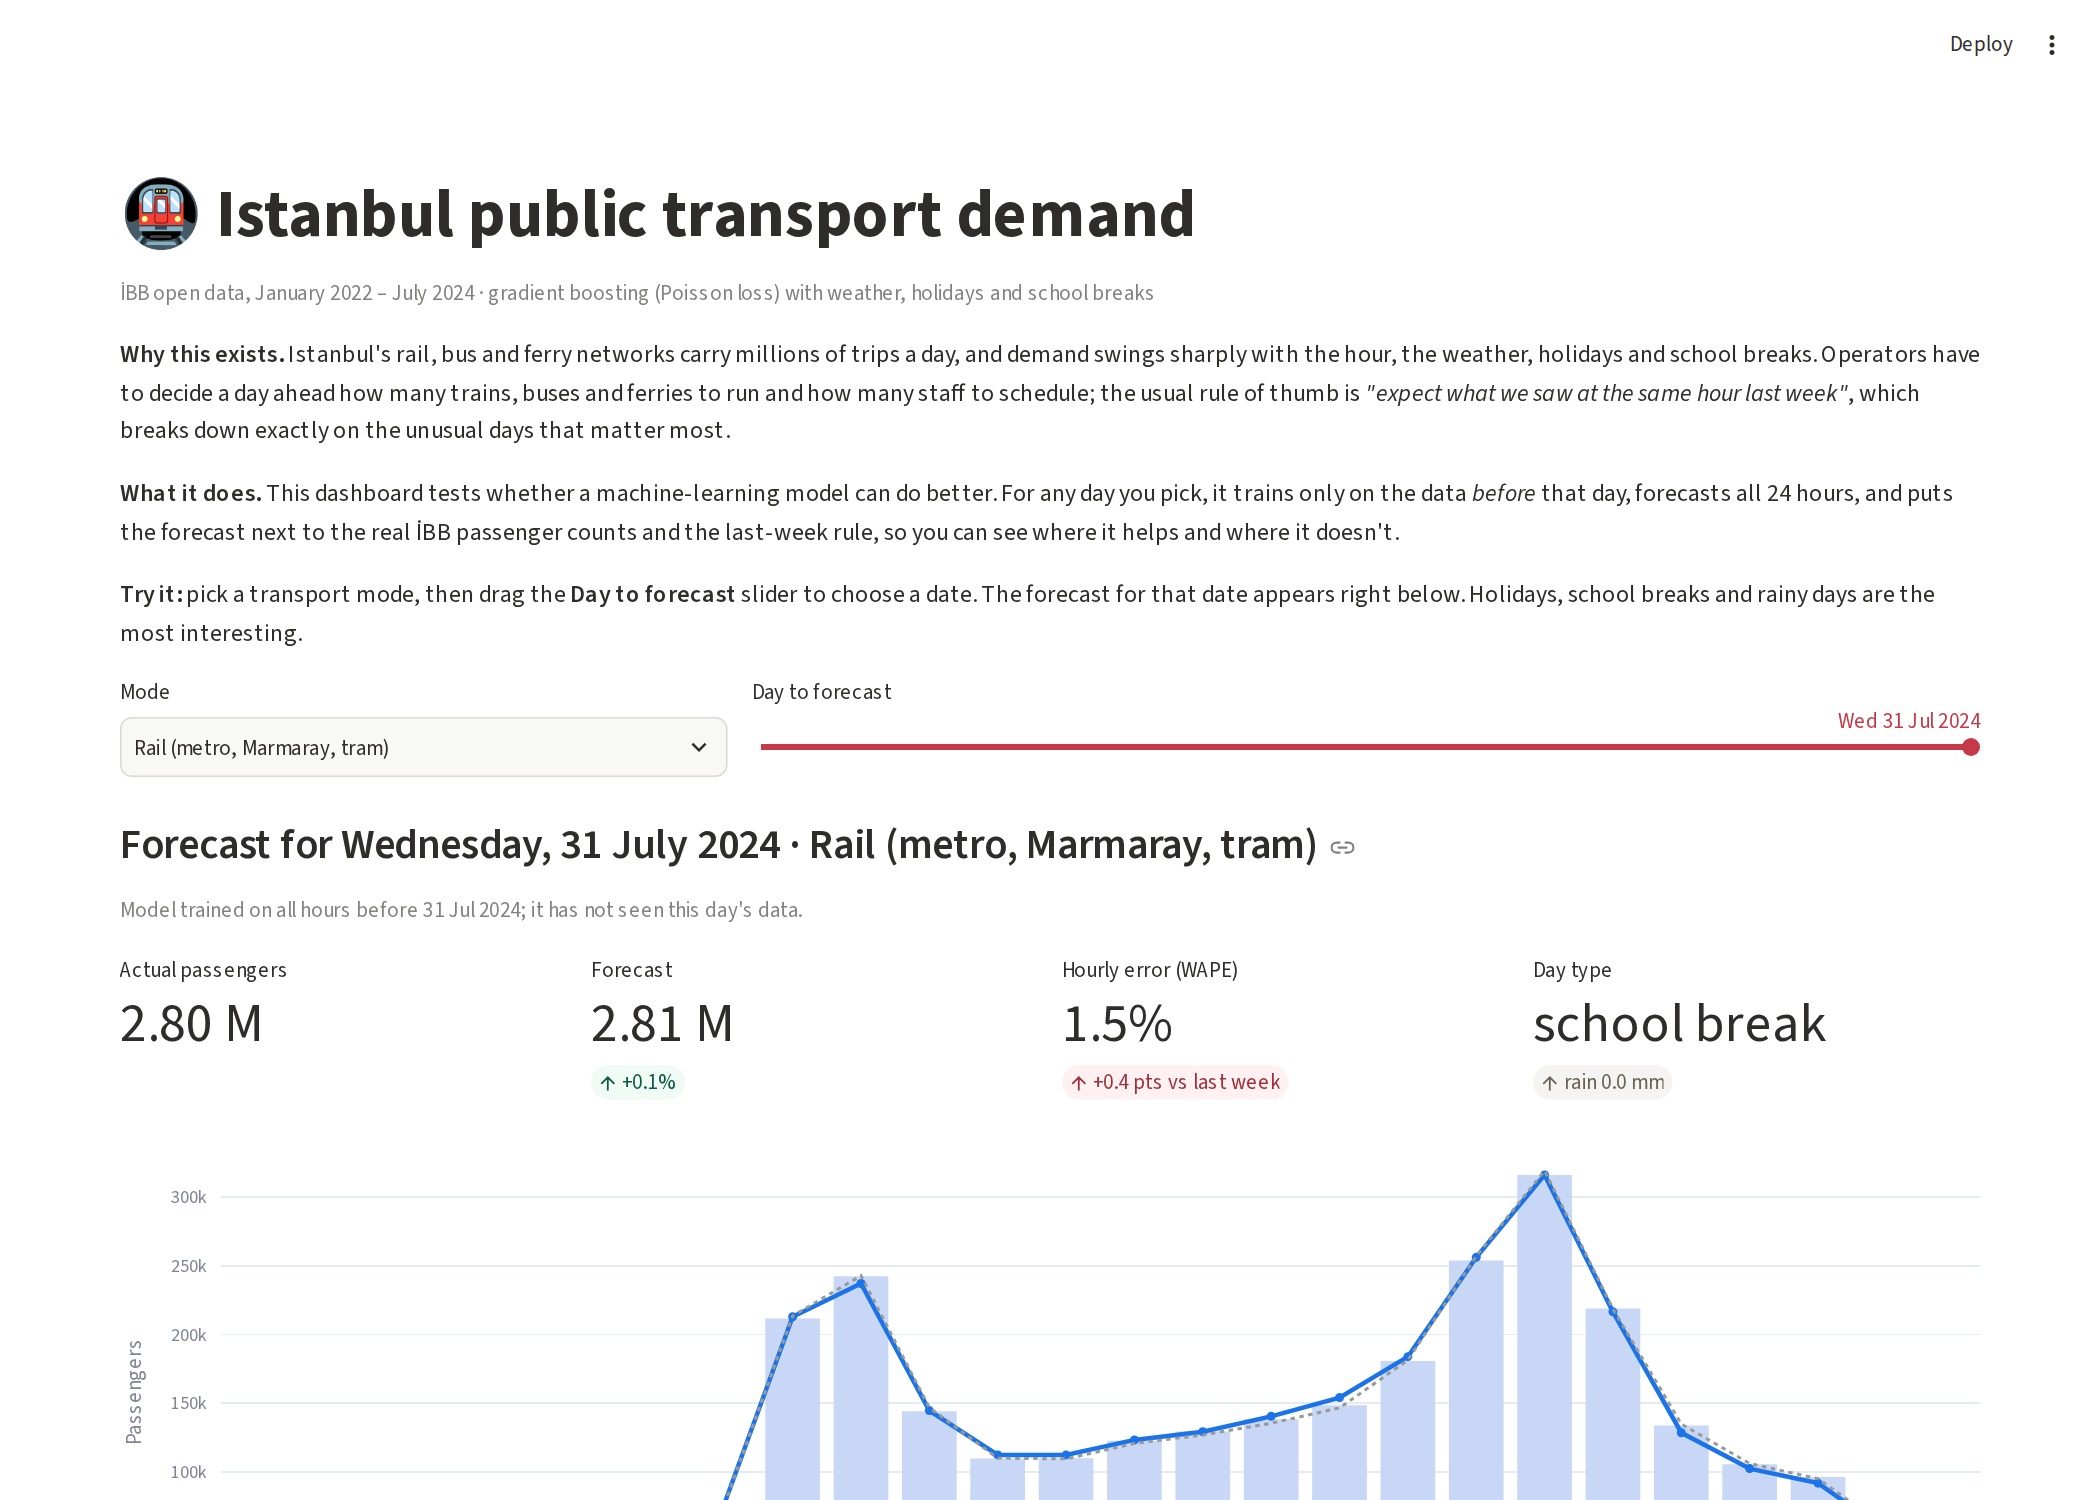 Deploy
Istanbul public transport demand
İBB open data, January 2022 – July 2024 · gradient boosting (Poisson loss) with weather, holidays and school breaks
Why this exists. Istanbul's rail, bus and ferry networks carry millions of trips a day, and demand swings sharply with the hour, the weather, holidays and school breaks. Operators have
to decide a day ahead how many trains, buses and ferries to run and how many staff to schedule; the usual rule of thumb is "expect what we saw at the same hour last week", which
breaks down exactly on the unusual days that matter most.
What it does. This dashboard tests whether a machine-learning model can do better. For any day you pick, it trains only on the data before that day, forecasts all 24 hours, and puts
the forecast next to the real İBB passenger counts and the last-week rule, so you can see where it helps and where it doesn't.
Try it: pick a transport mode, then drag the Day to forecast slider to choose a date. The forecast for that date appears right below. Holidays, school breaks and rainy days are the
most interesting.
Mode
Day to forecast
Wed 31 Jul 2024
Rail (metro, Marmaray, tram)
Forecast for Wednesday, 31 July 2024 · Rail (metro, Marmaray, tram)
Model trained on all hours before 31 Jul 2024; it has not seen this day's data.
Actual passengers
2.80 M
Forecast
2.81 M
↑ +0.1%
Hourly error (WAPE)
1.5%
↑ +0.4 pts vs last week
Day type
school break
↑ rain 0.0 mm
Passengers
300k
250k
200k
150k
100k